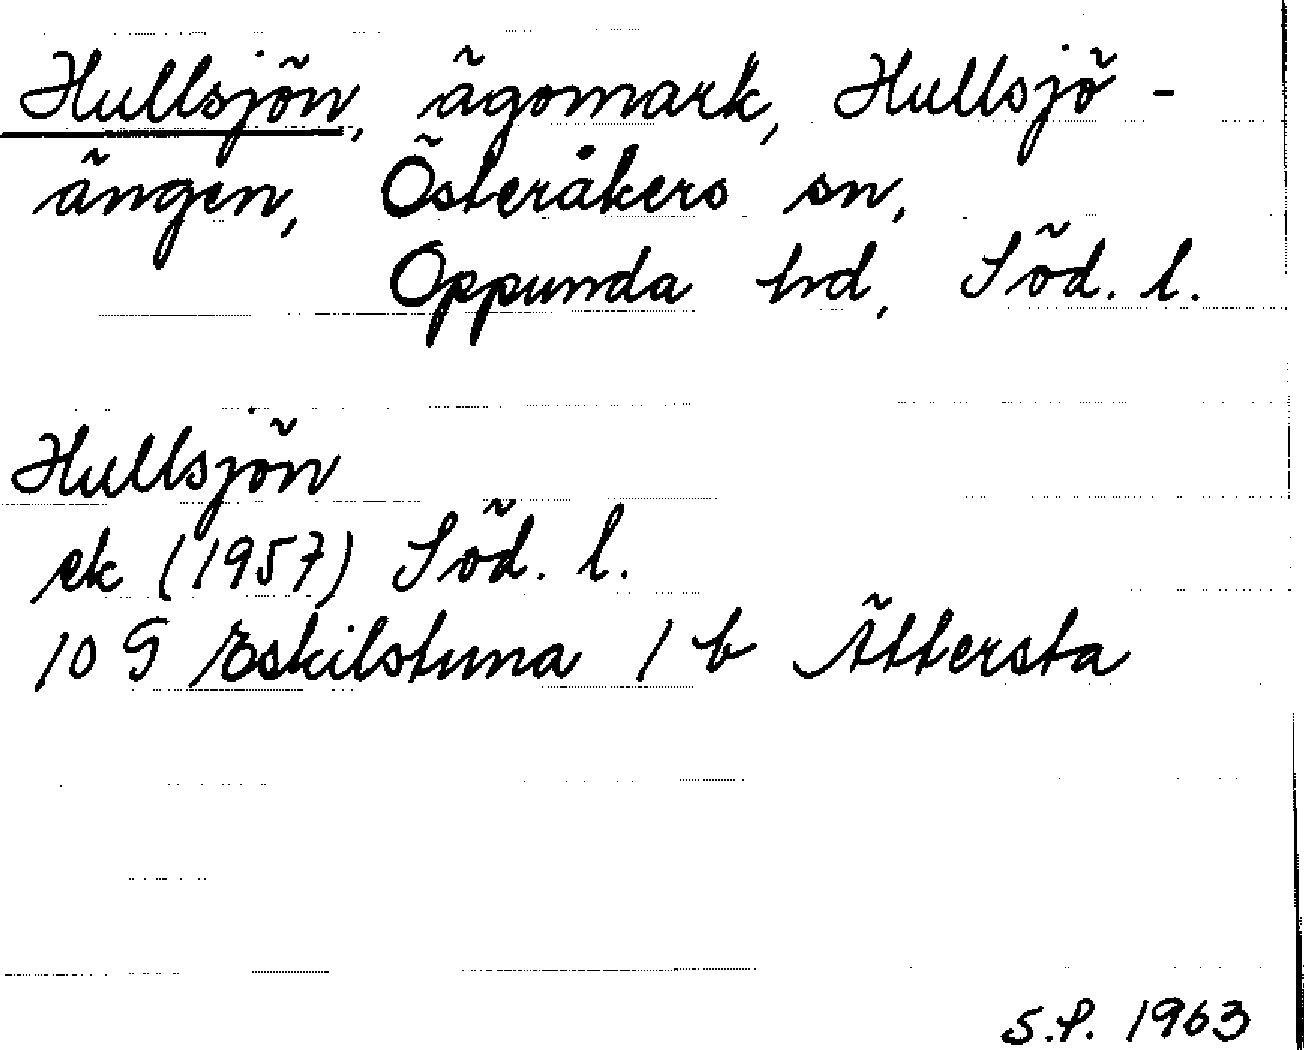 Hullsjön, ägomark, Hullsjö-
ängen, Österåkers sn,
Oppunda hd, Söd. l.
Hullsjön
ek (1957) Söd. l.
10 G Eskilstuna 1 b Ättersta
S.P. 1963